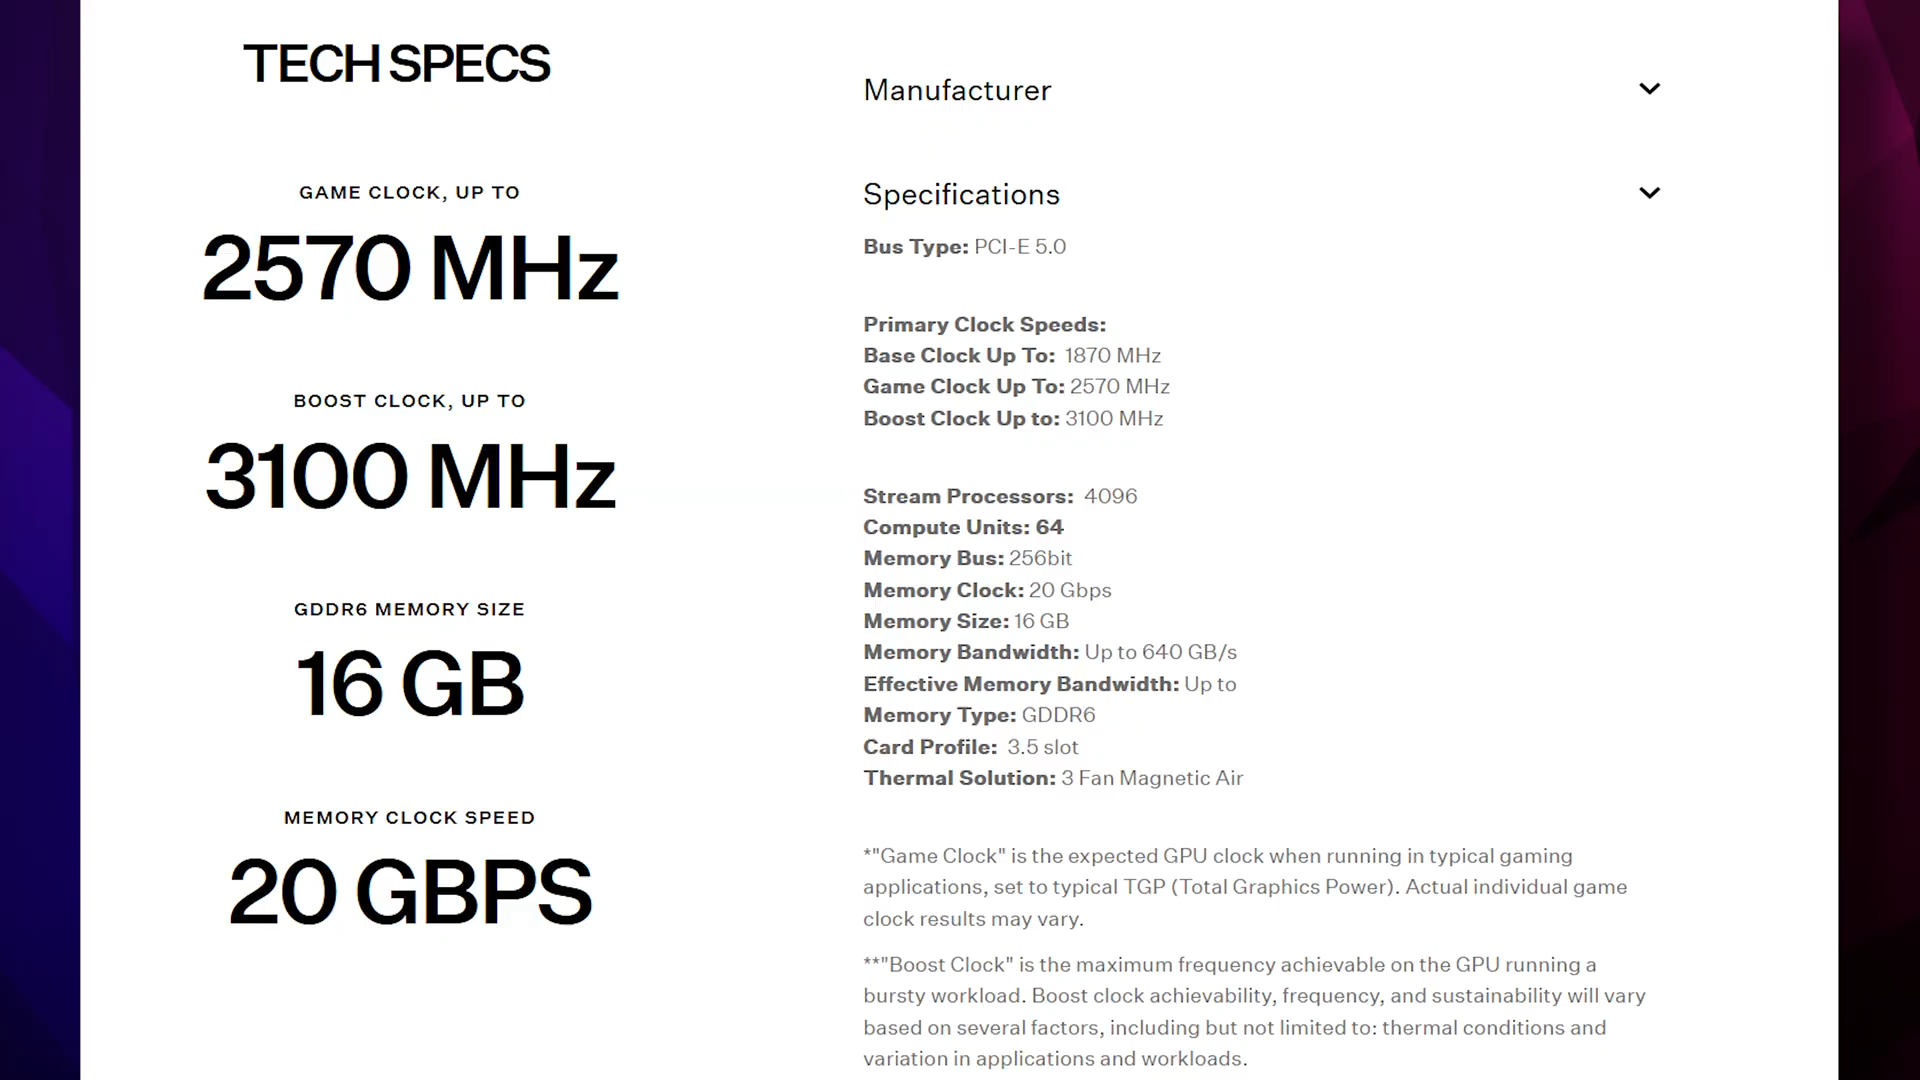 TECH SPECS
GAME CLOCK, UP TO
2570 MHz
BOOST CLOCK, UP TO
3100 MHz
GDDR6 MEMORY SIZE
16 GB
MEMORY CLOCK SPEED
20 GBPS
Manufacturer
Specifications
Bus Type: PCI-E 5.0
Primary Clock Speeds:
Base Clock Up To: 1870 MHz
Game Clock Up To: 2570 MHz
Boost Clock Up to: 3100 MHz
Stream Processors: 4096
Compute Units: 64
Memory Bus: 256bit
Memory Clock: 20 Gbps
Memory Size: 16 GB
Memory Bandwidth: Up to 640 GB/s
Effective Memory Bandwidth: Up to
Memory Type: GDDR6
Card Profile: 3.5 slot
Thermal Solution: 3 Fan Magnetic Air
*"Game Clock" is the expected GPU clock when running in typical gaming
applications, set to typical TGP (Total Graphics Power). Actual individual game
clock results may vary.
**"Boost Clock" is the maximum frequency achievable on the GPU running a
bursty workload. Boost clock achievability, frequency, and sustainability will vary
based on several factors, including but not limited to: thermal conditions and
variation in applications and workloads.